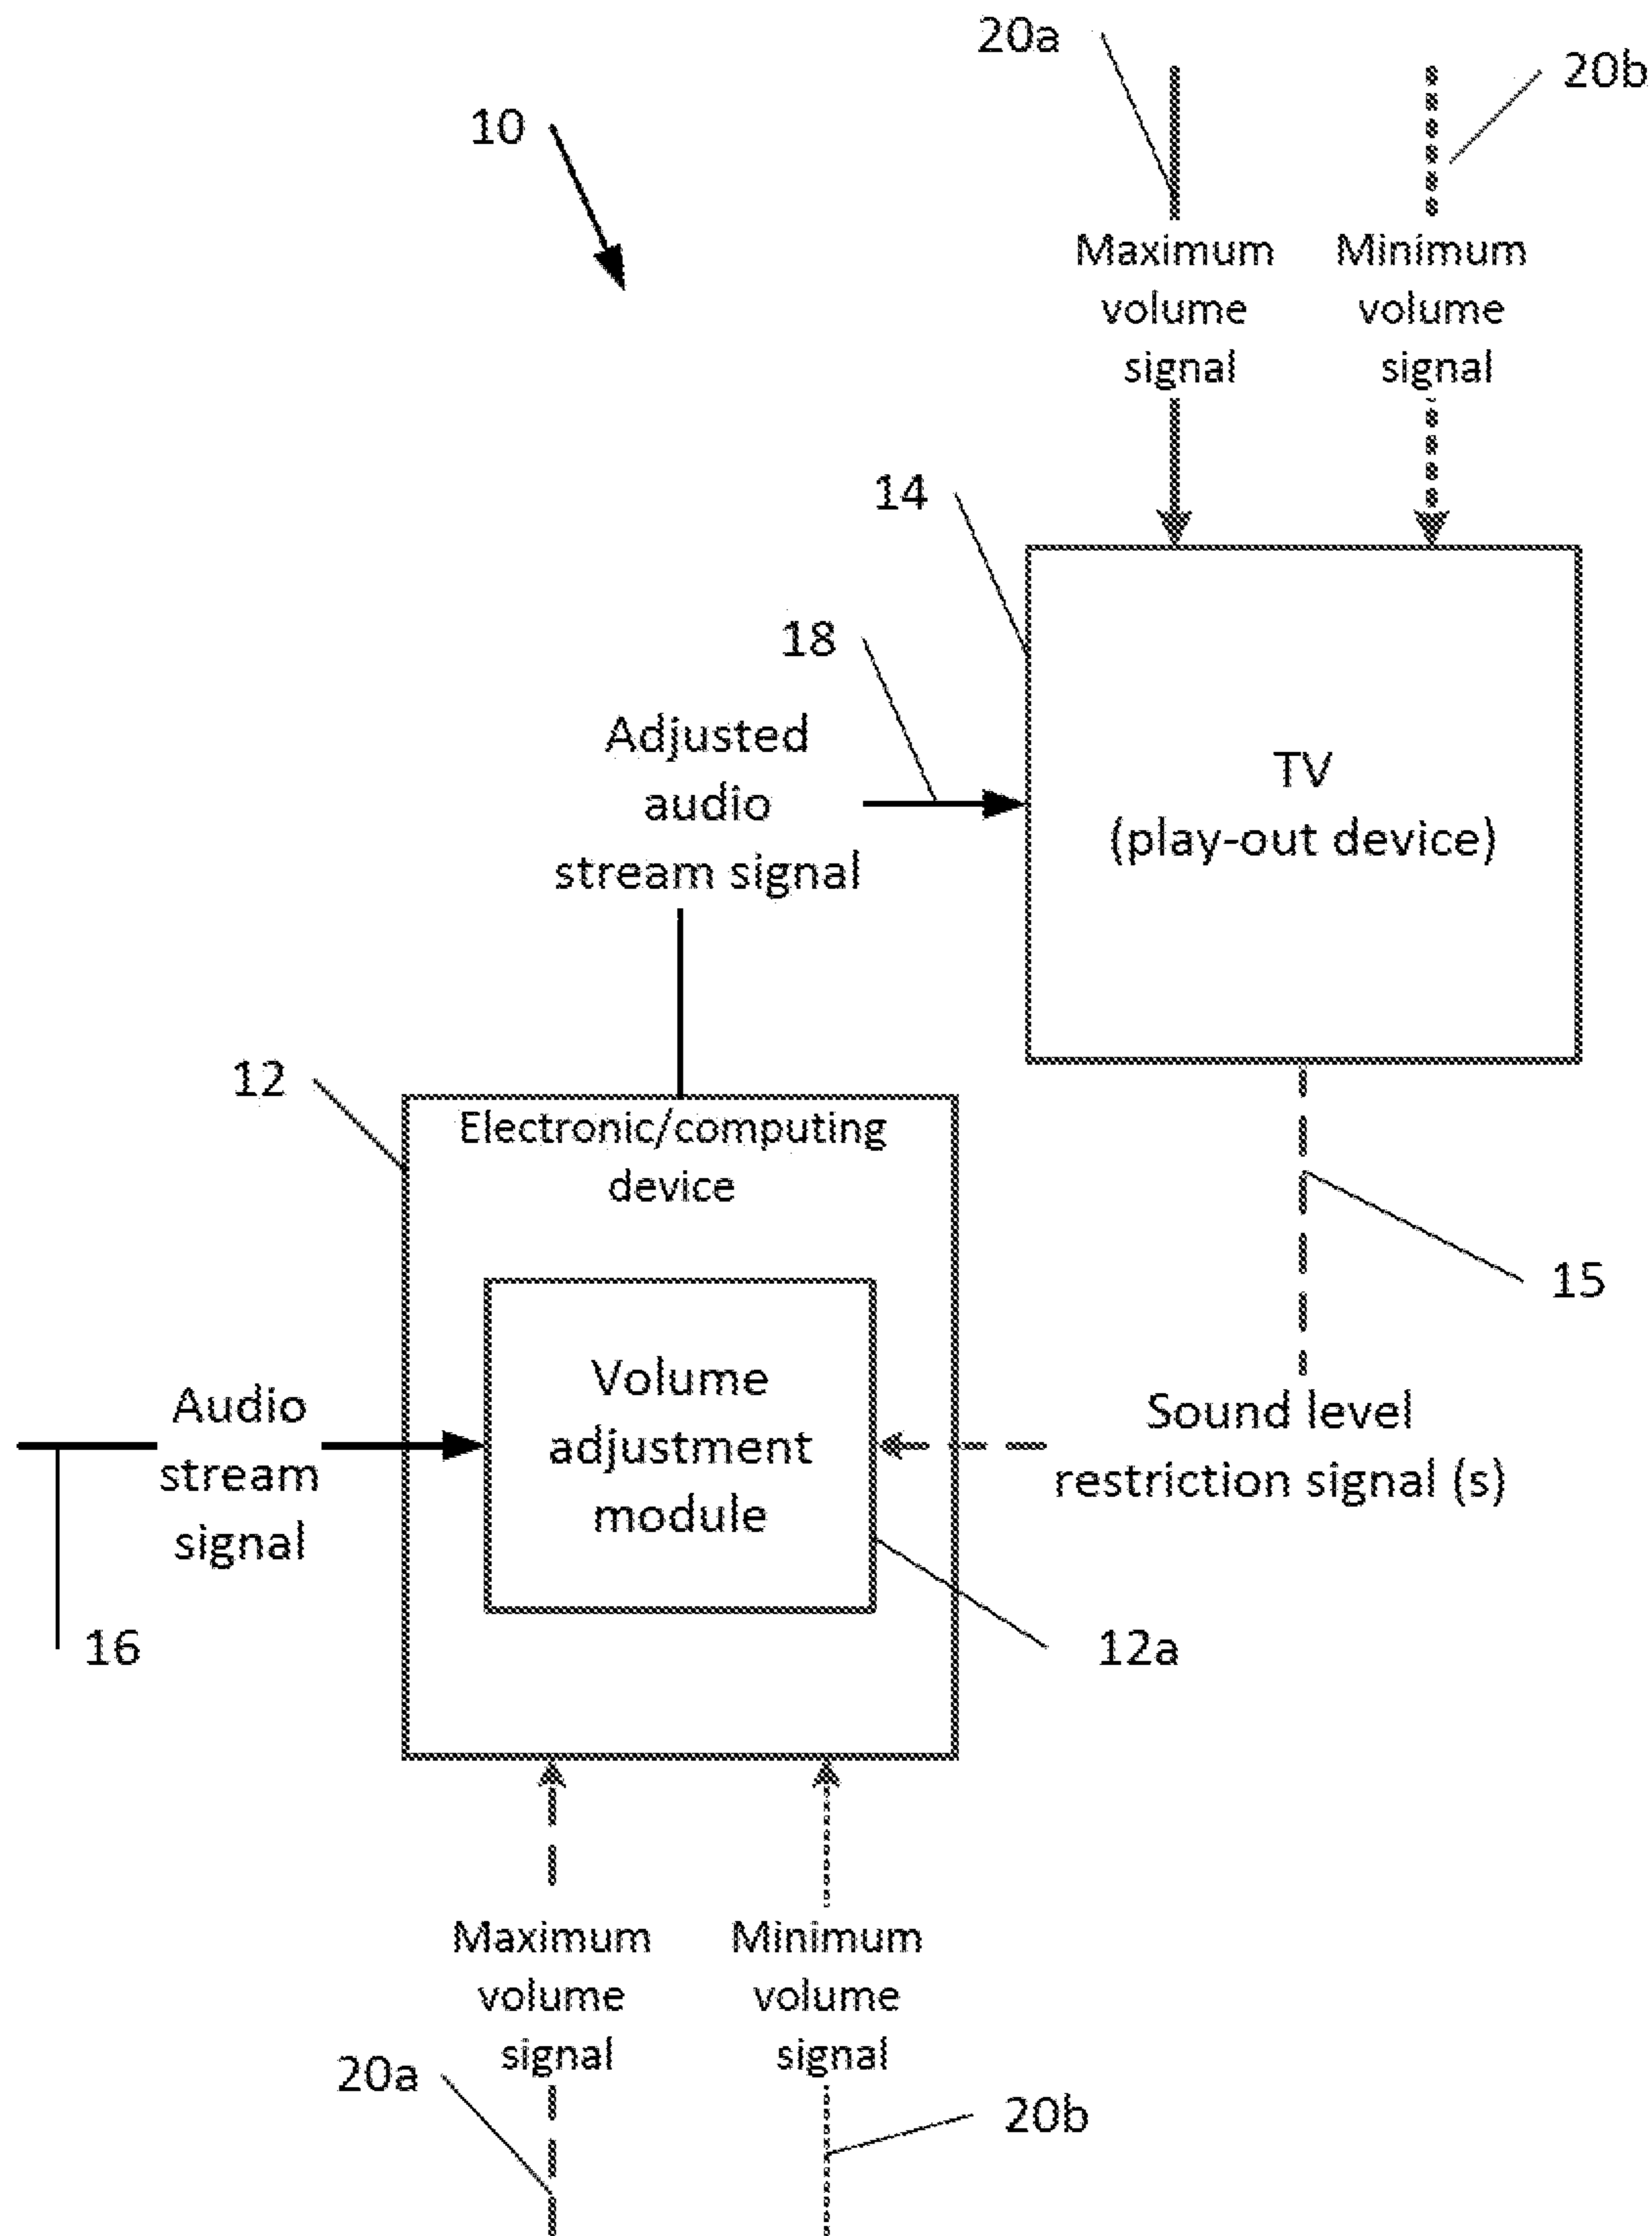 20a
20b
10
Maximum
volume
signal
Minimum
volume
signal
14
18
Adjusted
audio
stream signal
TV
(play-out device)
12
Electronic/computing
device
15
Volume
adjustment
module
Audio
stream
signal
Sound level
restriction signal (s)
16
12a
Maximum
volume
signal
Minimum
volume
signal
20a
20b